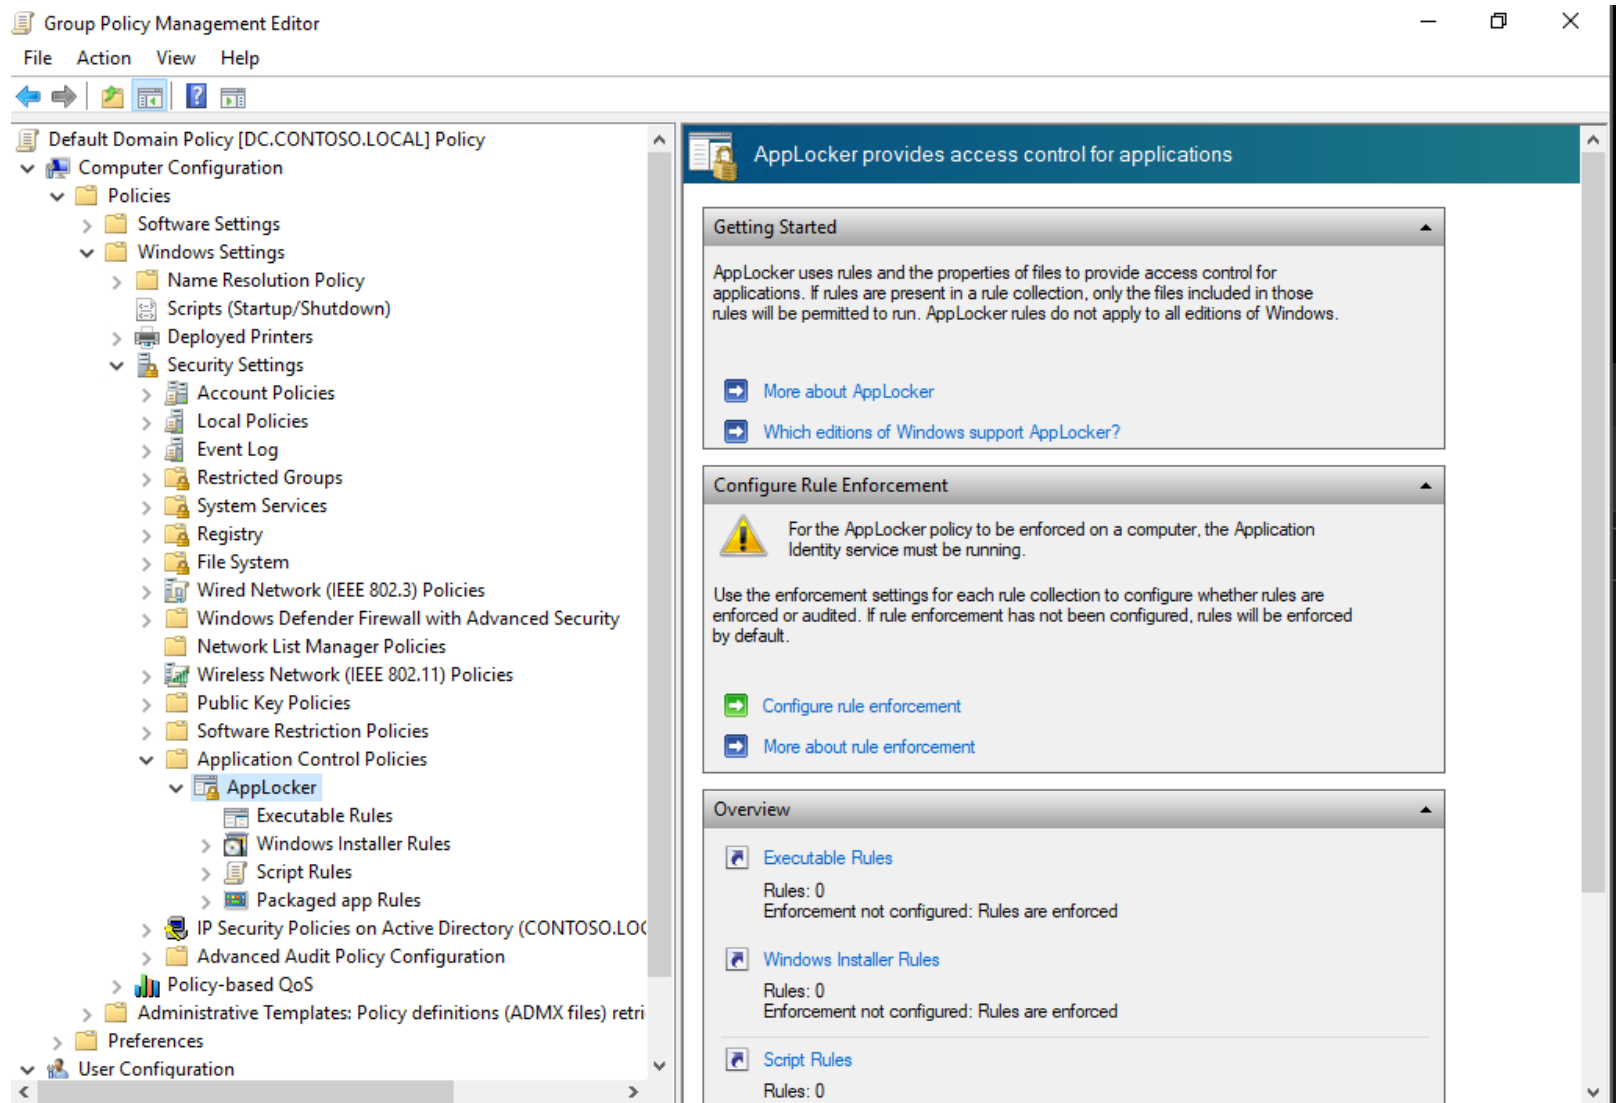 Group Policy Management Editor
File Action View Help
Default Domain Policy [DC.CONTOSO.LOCAL] Policy
Computer Configuration
Policies
Software Settings
Windows Settings
Name Resolution Policy
Scripts (Startup/Shutdown)
Deployed Printers
Security Settings
Account Policies
Local Policies
Event Log
Restricted Groups
System Services
Registry
File System
Wired Network (IEEE 802.3) Policies
Windows Defender Firewall with Advanced Security
Network List Manager Policies
Wireless Network (IEEE 802.11) Policies
Public Key Policies
Software Restriction Policies
Application Control Policies
AppLocker
Executable Rules
Windows Installer Rules
Script Rules
Packaged app Rules
IP Security Policies on Active Directory (CONTOSO.LOC
Advanced Audit Policy Configuration
Policy-based QoS
Administrative Templates: Policy definitions (ADMX files) retri
Preferences
User Configuration
AppLocker provides access control for applications
Getting Started
AppLocker uses rules and the properties of files to provide access control for
applications. If rules are present in a rule collection, only the files included in those
rules will be permitted to run. AppLocker rules do not apply to all editions of Windows.
More about AppLocker
Which editions of Windows support AppLocker?
Configure Rule Enforcement
For the AppLocker policy to be enforced on a computer, the Application
Identity service must be running.
Use the enforcement settings for each rule collection to configure whether rules are
enforced or audited. If rule enforcement has not been configured, rules will be enforced
by default.
Configure rule enforcement
More about rule enforcement
Overview
Executable Rules
Rules: 0
Enforcement not configured: Rules are enforced
Windows Installer Rules
Rules: 0
Enforcement not configured: Rules are enforced
Script Rules
Rules: 0